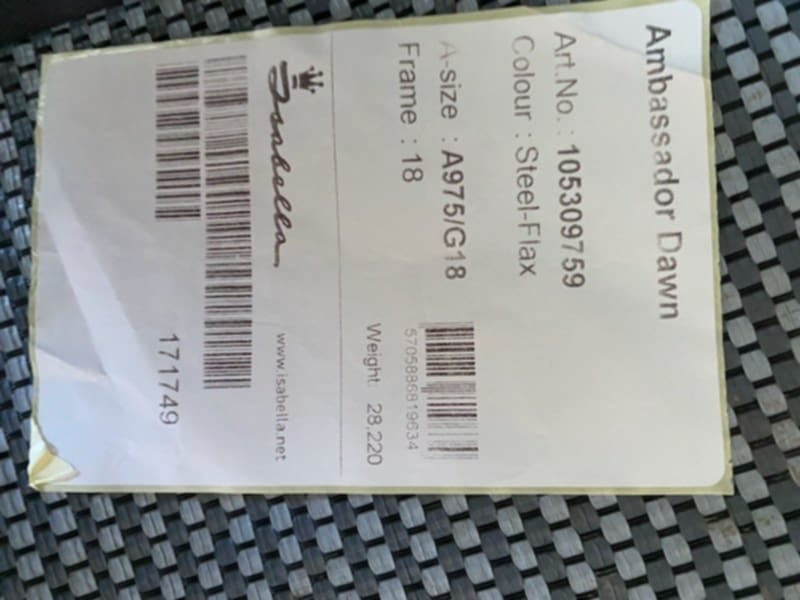 Ambassador Dawn
Art.No. : 105309759
Colour : Steel-Flax
A-size : A975/G18
Frame : 18
5705886819634
Weight: 28,220
Isabella
www.isabella.net
171749